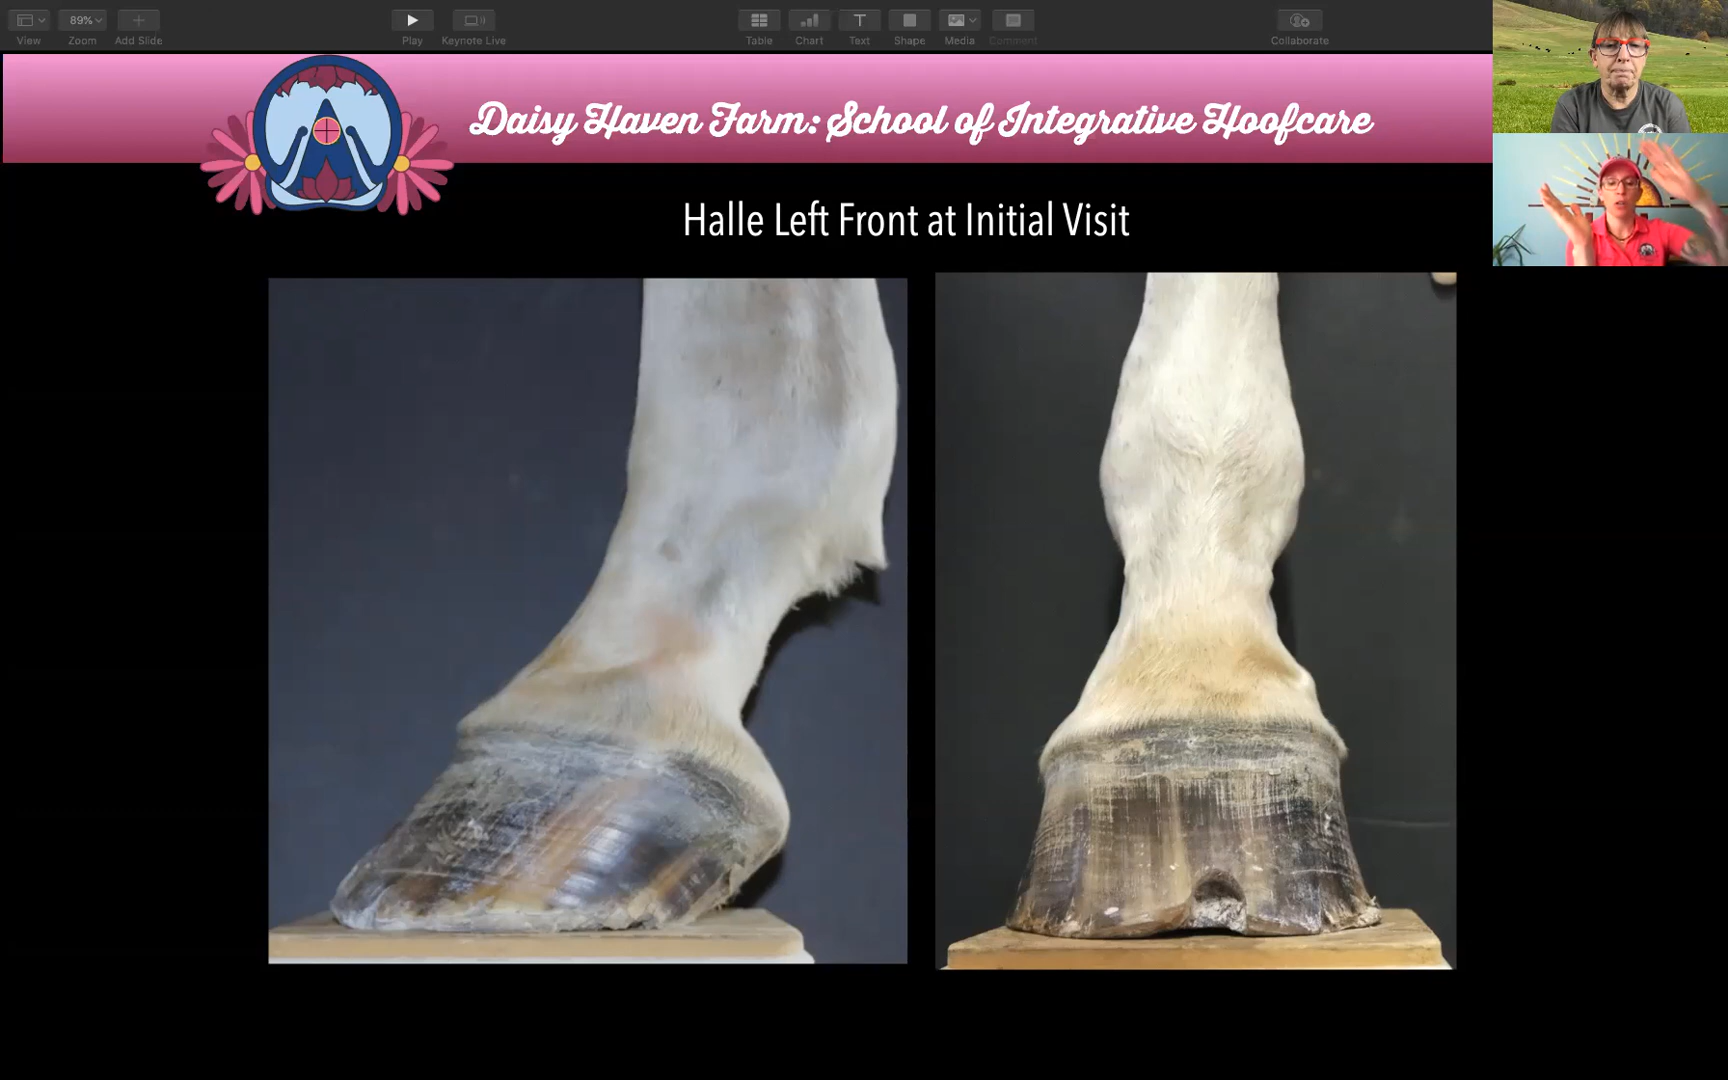 89%
View
Zoom
Add Slide
Play
Keynote Live
Table
Chart
Text
Shape
Media
Comment
Collaborate
Daisy Haven Farm: School of Integrative Hoofcare
Halle Left Front at Initial Visit